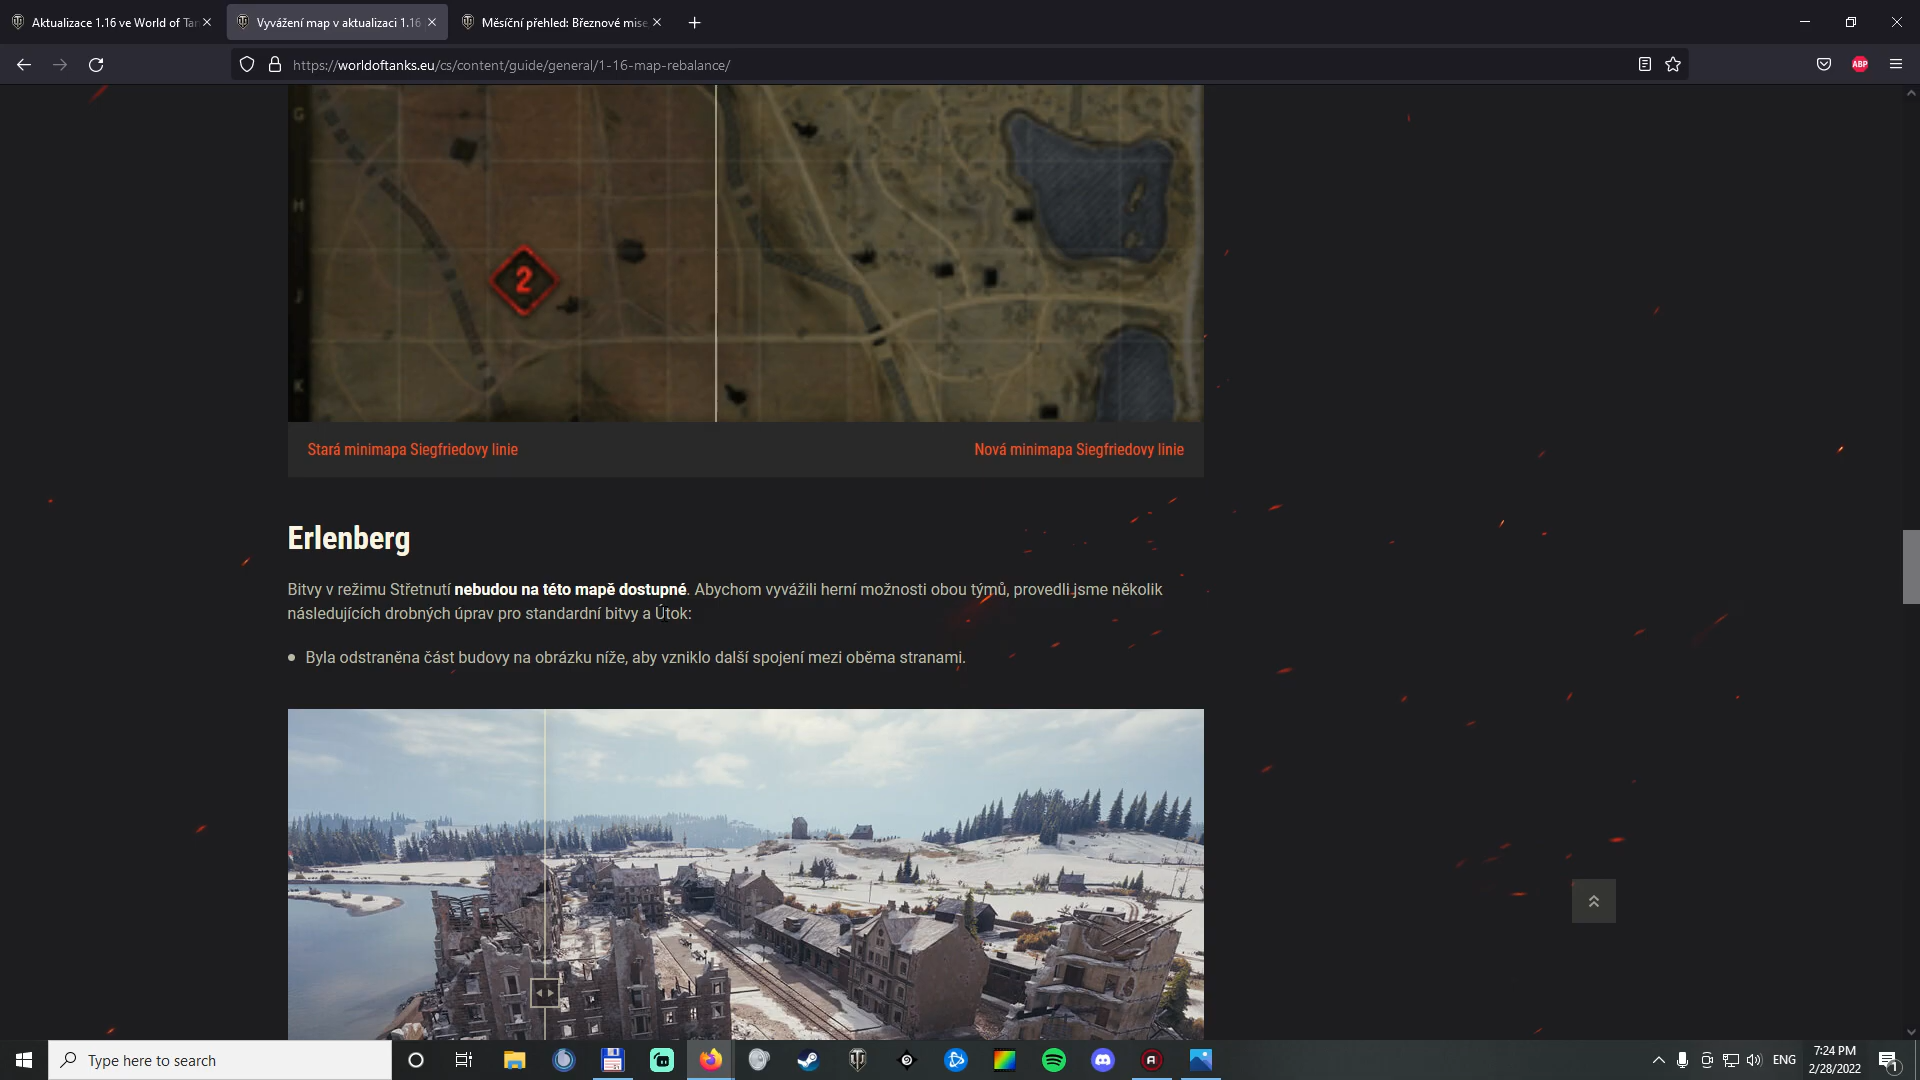 Aktualizace 1.16 ve World of Tan
Vyvážení map v aktualizaci 1.16
Měsíční přehled: Březnové mise,
https://worldoftanks.eu/cs/content/guide/general/1-16-map-rebalance/
ABP
G
H
2
J
K
Stará minimapa Siegfriedovy linie
Nová minimapa Siegfriedovy linie
Erlenberg
Bitvy v režimu Střetnutí nebudou na této mapě dostupné. Abychom vyvážili herní možnosti obou týmů, provedli jsme několik
následujících drobných úprav pro standardní bitvy a Útok:
Byla odstraněna část budovy na obrázku níže, aby vzniklo další spojení mezi oběma stranami.
Type here to search
ENG
7:24 PM
2/28/2022
1